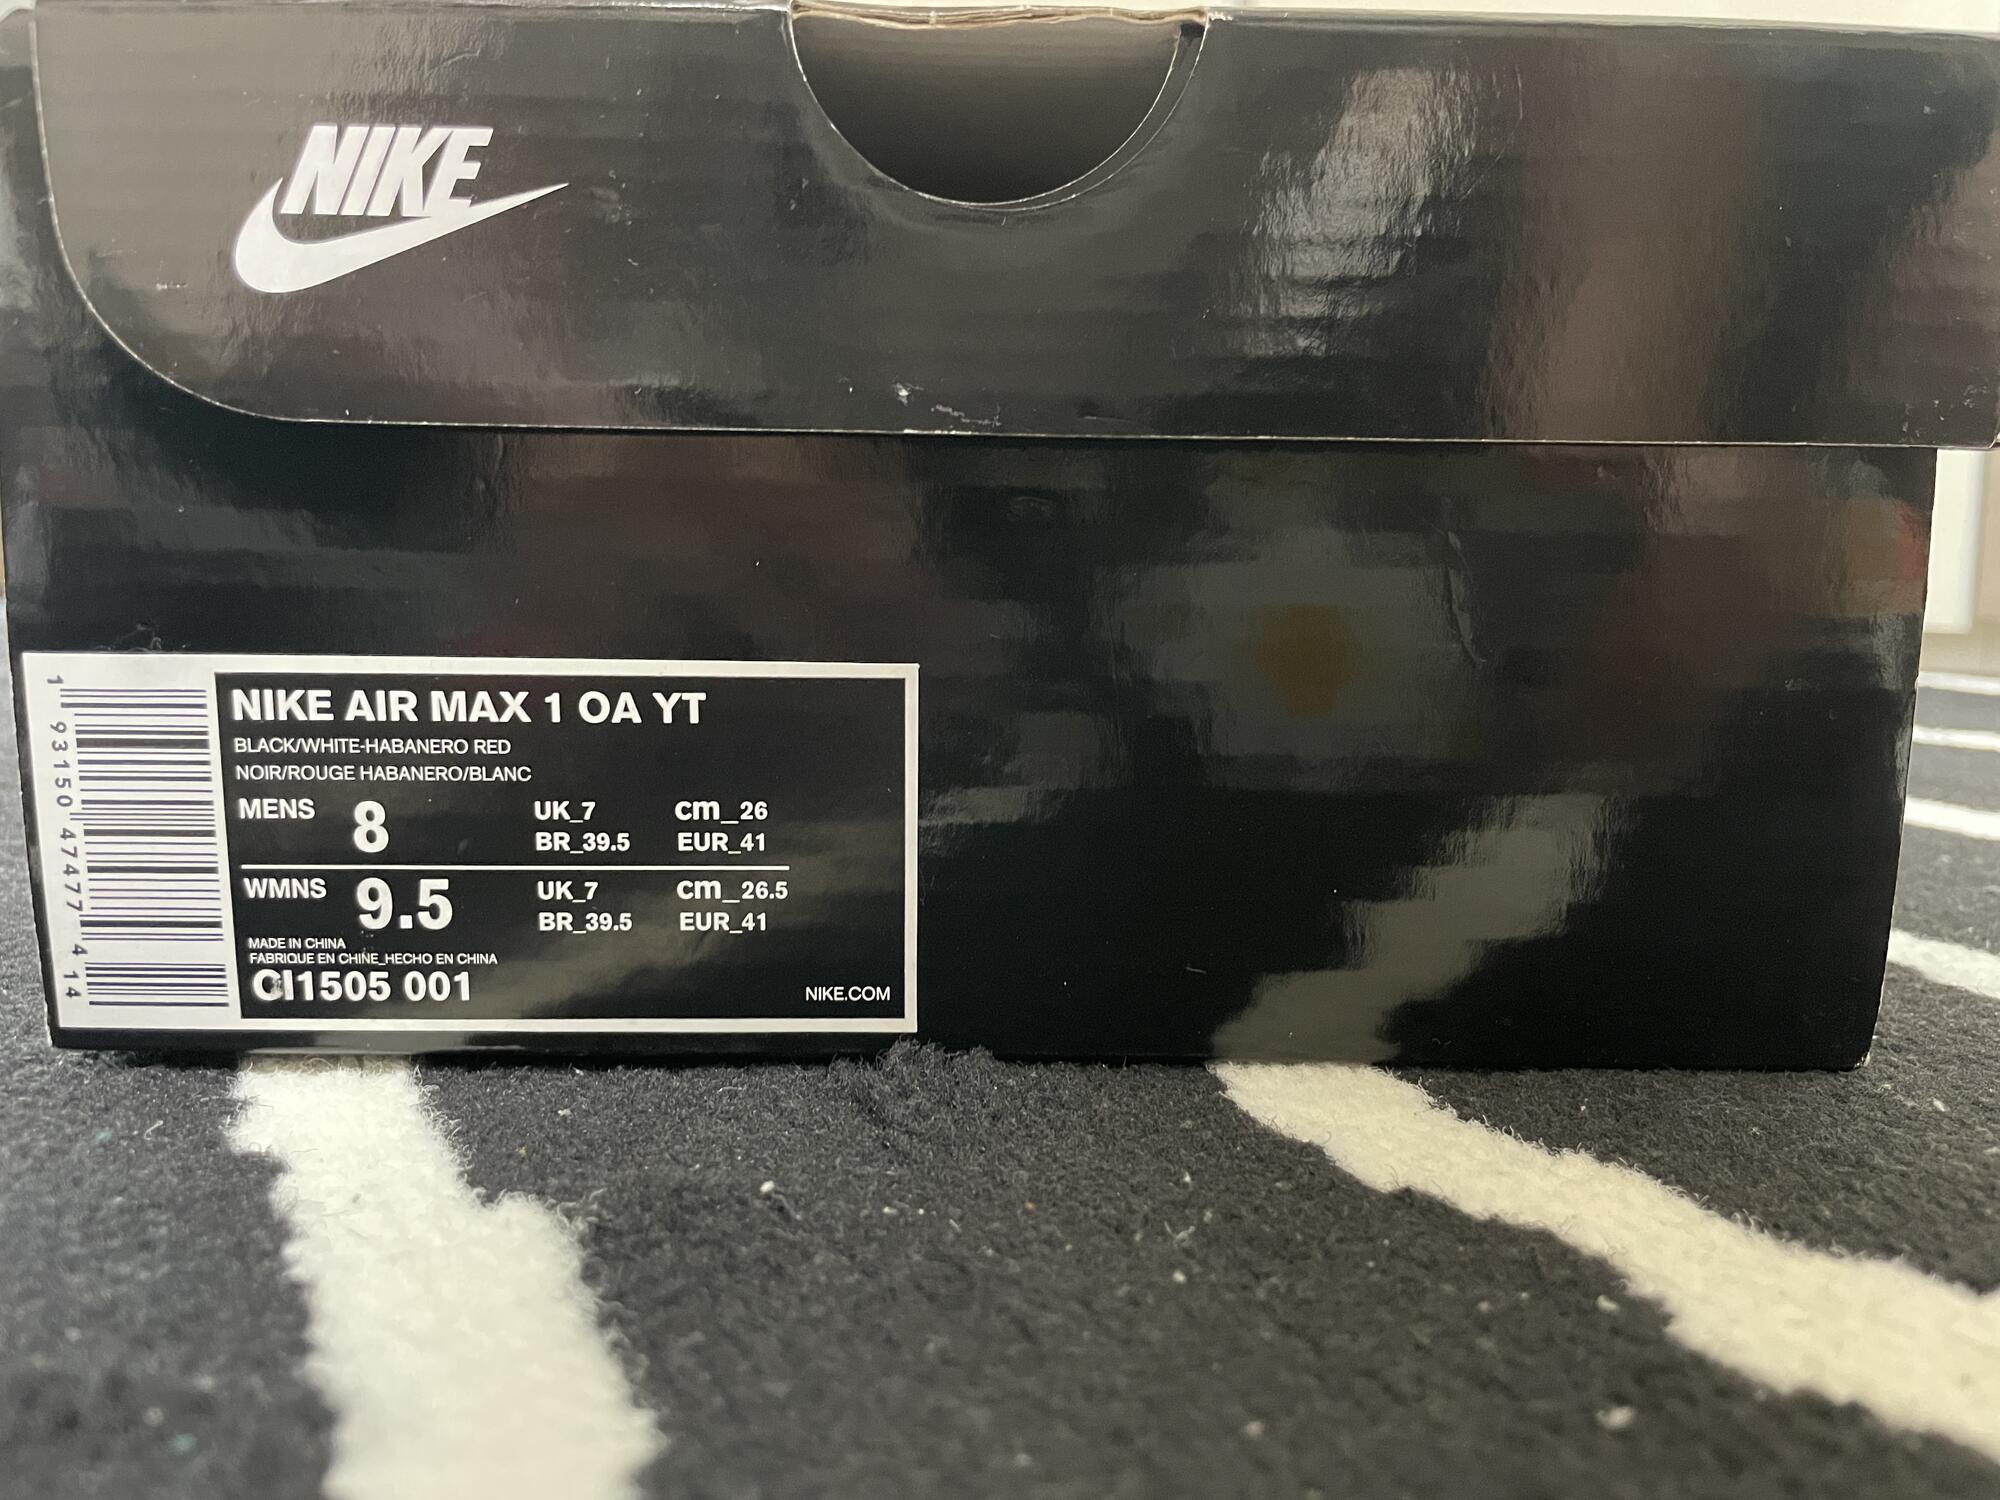 NIKE
NIKE AIR MAX 1 OA YT
BLACK/WHITE-HABANERO RED
NOIR/ROUGE HABANERO/BLANC
MENS 8 UK_7 cm_26
BR_39.5 EUR_41
WMNS 9.5 UK_7 cm_26.5
BR_39.5 EUR_41
MADE IN CHINA
FABRIQUE EN CHINE_HECHO EN CHINA
CI1505 001
NIKE.COM
1 93150 47477 4 14